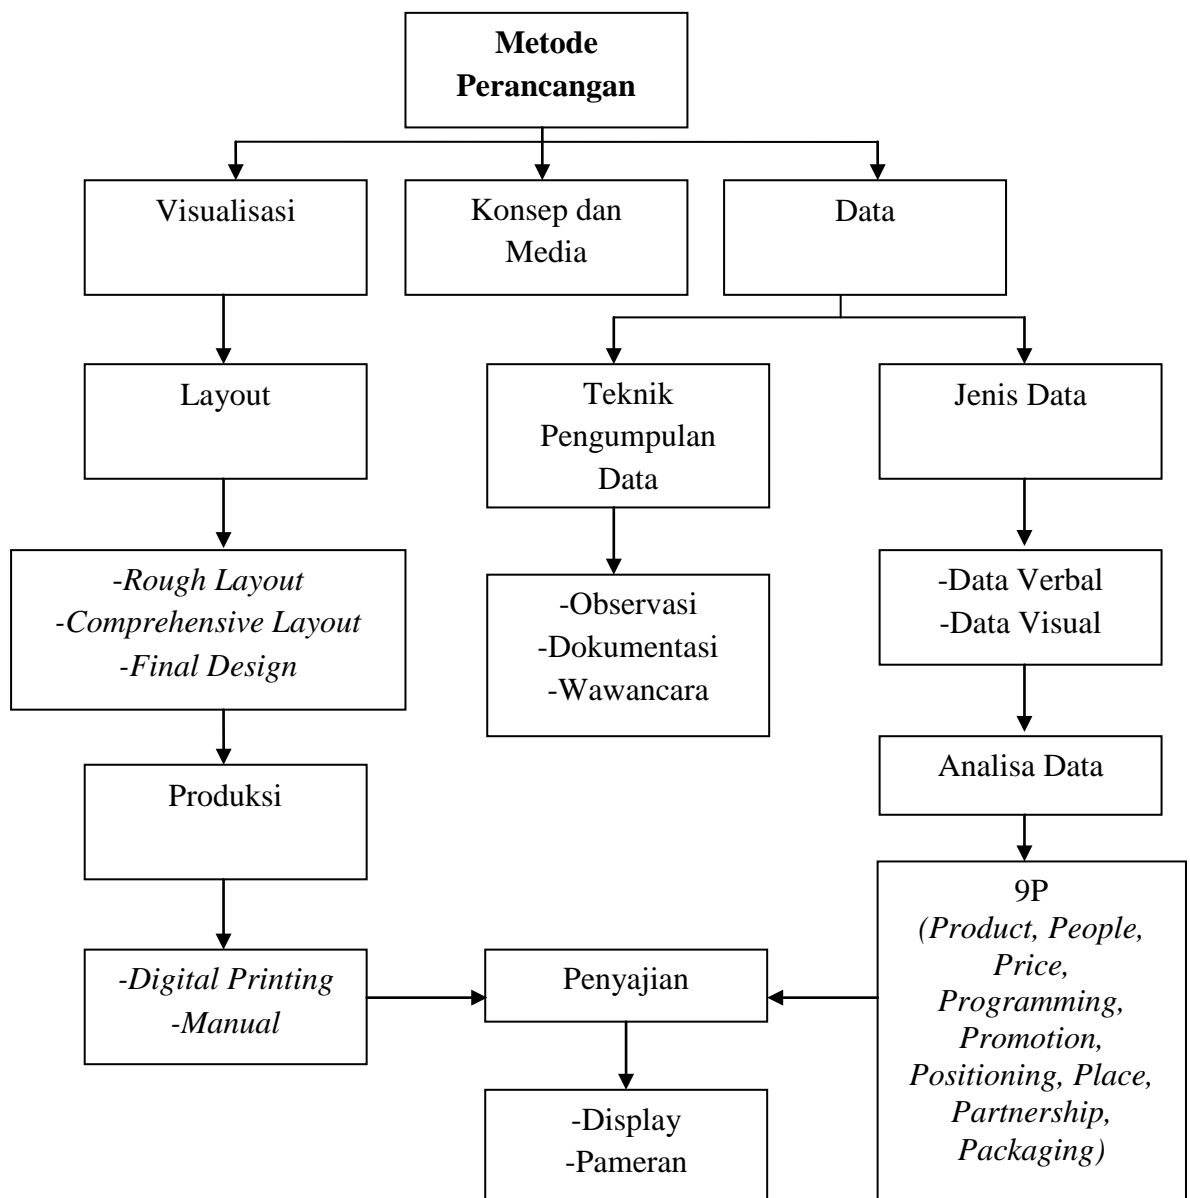 Metode
Perancangan
Visualisasi
Konsep dan
Media
Data
Layout
Teknik
Pengumpulan
Data
Jenis Data
-Rough Layout
-Comprehensive Layout
-Final Design
-Observasi
-Dokumentasi
-Wawancara
-Data Verbal
-Data Visual
Produksi
Analisa Data
-Digital Printing
-Manual
Penyajian
9P
(Product, People,
Price,
Programming,
Promotion,
Positioning, Place,
Partnership,
Packaging)
-Display
-Pameran